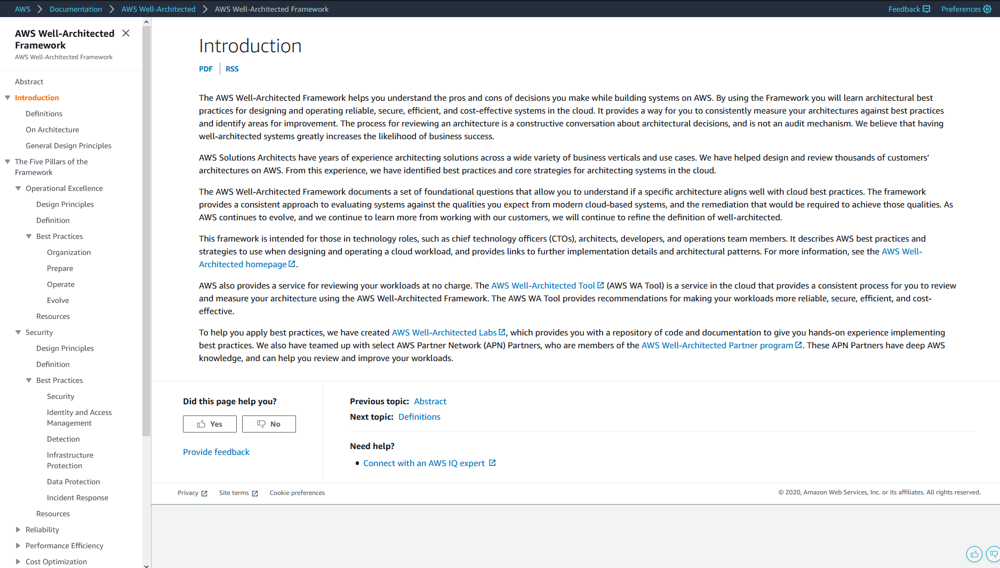 AWS > Documentation > AWS Well-Architected > AWS Well-Architected Framework
Feedback
Preferences
AWS Well-Architected
Framework
AWS Well-Architected Framework
Abstract
Introduction
Definitions
On Architecture
General Design Principles
The Five Pillars of the
Framework
Operational Excellence
Design Principles
Definition
Best Practices
Organization
Prepare
Operate
Evolve
Resources
Security
Design Principles
Definition
Best Practices
Security
Identity and Access
Management
Detection
Infrastructure
Protection
Data Protection
Incident Response
Resources
Reliability
Performance Efficiency
Cost Optimization
Introduction
PDF | RSS
The AWS Well-Architected Framework helps you understand the pros and cons of decisions you make while building systems on AWS. By using the Framework you will learn architectural best
practices for designing and operating reliable, secure, efficient, and cost-effective systems in the cloud. It provides a way for you to consistently measure your architectures against best practices
and identify areas for improvement. The process for reviewing an architecture is a constructive conversation about architectural decisions, and is not an audit mechanism. We believe that having
well-architected systems greatly increases the likelihood of business success.
AWS Solutions Architects have years of experience architecting solutions across a wide variety of business verticals and use cases. We have helped design and review thousands of customers’
architectures on AWS. From this experience, we have identified best practices and core strategies for architecting systems in the cloud.
The AWS Well-Architected Framework documents a set of foundational questions that allow you to understand if a specific architecture aligns well with cloud best practices. The framework
provides a consistent approach to evaluating systems against the qualities you expect from modern cloud-based systems, and the remediation that would be required to achieve those qualities. As
AWS continues to evolve, and we continue to learn more from working with our customers, we will continue to refine the definition of well-architected.
This framework is intended for those in technology roles, such as chief technology officers (CTOs), architects, developers, and operations team members. It describes AWS best practices and
strategies to use when designing and operating a cloud workload, and provides links to further implementation details and architectural patterns. For more information, see the AWS Well-
Architected homepage.
AWS also provides a service for reviewing your workloads at no charge. The AWS Well-Architected Tool (AWS WA Tool) is a service in the cloud that provides a consistent process for you to review
and measure your architecture using the AWS Well-Architected Framework. The AWS WA Tool provides recommendations for making your workloads more reliable, secure, efficient, and cost-
effective.
To help you apply best practices, we have created AWS Well-Architected Labs, which provides you with a repository of code and documentation to give you hands-on experience implementing
best practices. We also have teamed up with select AWS Partner Network (APN) Partners, who are members of the AWS Well-Architected Partner program. These APN Partners have deep AWS
knowledge, and can help you review and improve your workloads.
Did this page help you?
Yes
No
Provide feedback
Previous topic: Abstract
Next topic: Definitions
Need help?
• Connect with an AWS IQ expert
Privacy
Site terms
Cookie preferences
© 2020, Amazon Web Services, Inc. or its affiliates. All rights reserved.